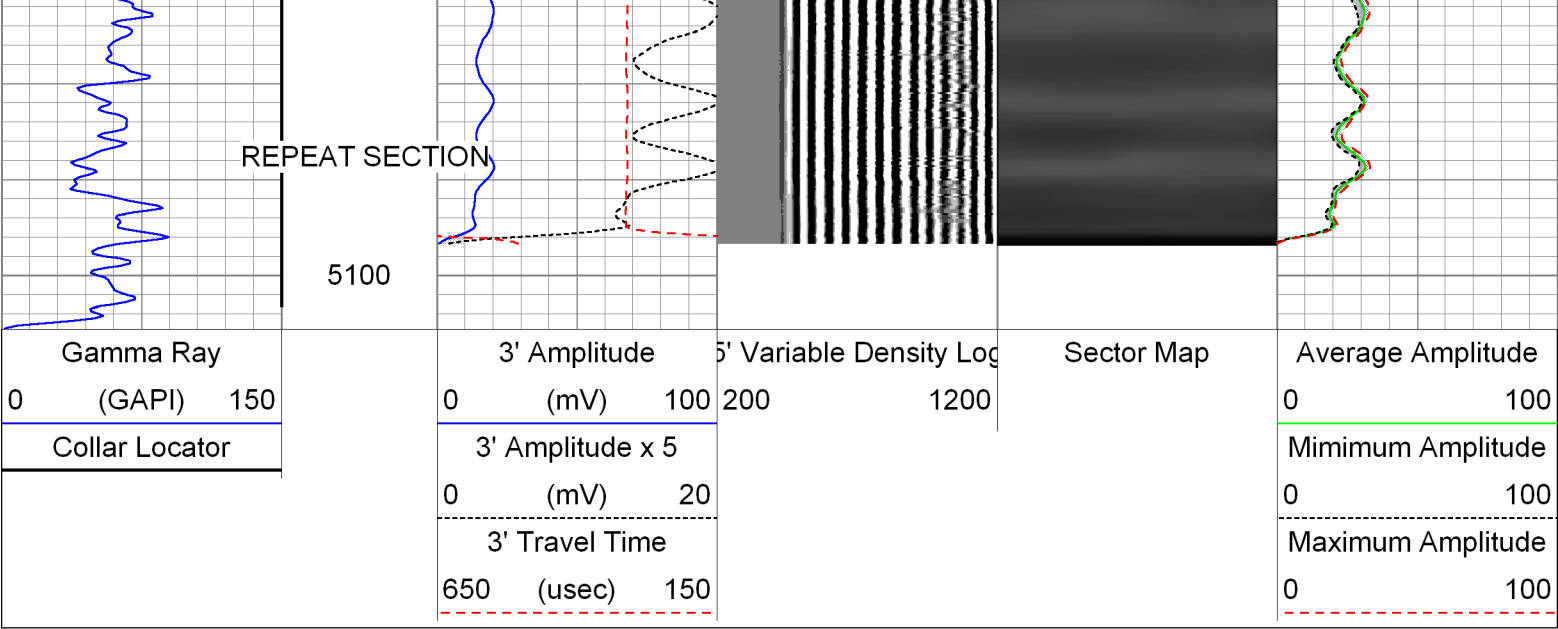 REPEAT SECTION
5100
Gamma Ray
0 (GAPI) 150
Collar Locator
3' Amplitude
0 (mV) 100
3' Amplitude x 5
0 (mV) 20
3' Travel Time
650 (usec) 150
5' Variable Density Log
200 1200
Sector Map
Average Amplitude
0 100
Mimimum Amplitude
0 100
Maximum Amplitude
0 100